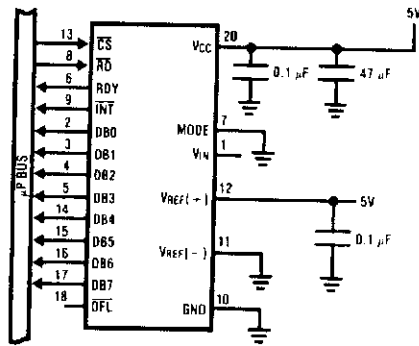 5V
13 CS VCC 20
8 RD 0.1 µF 47 µF
6 RDY
9 INT
2 DB0 MODE 7
3 DB1 VIN 1
4 DB2
5 DB3 VREF(+) 12 5V
14 DB4
15 DB5 0.1 µF
16 DB6 VREF(-) 11
17 DB7
18 OFL GND 10
µP BUS